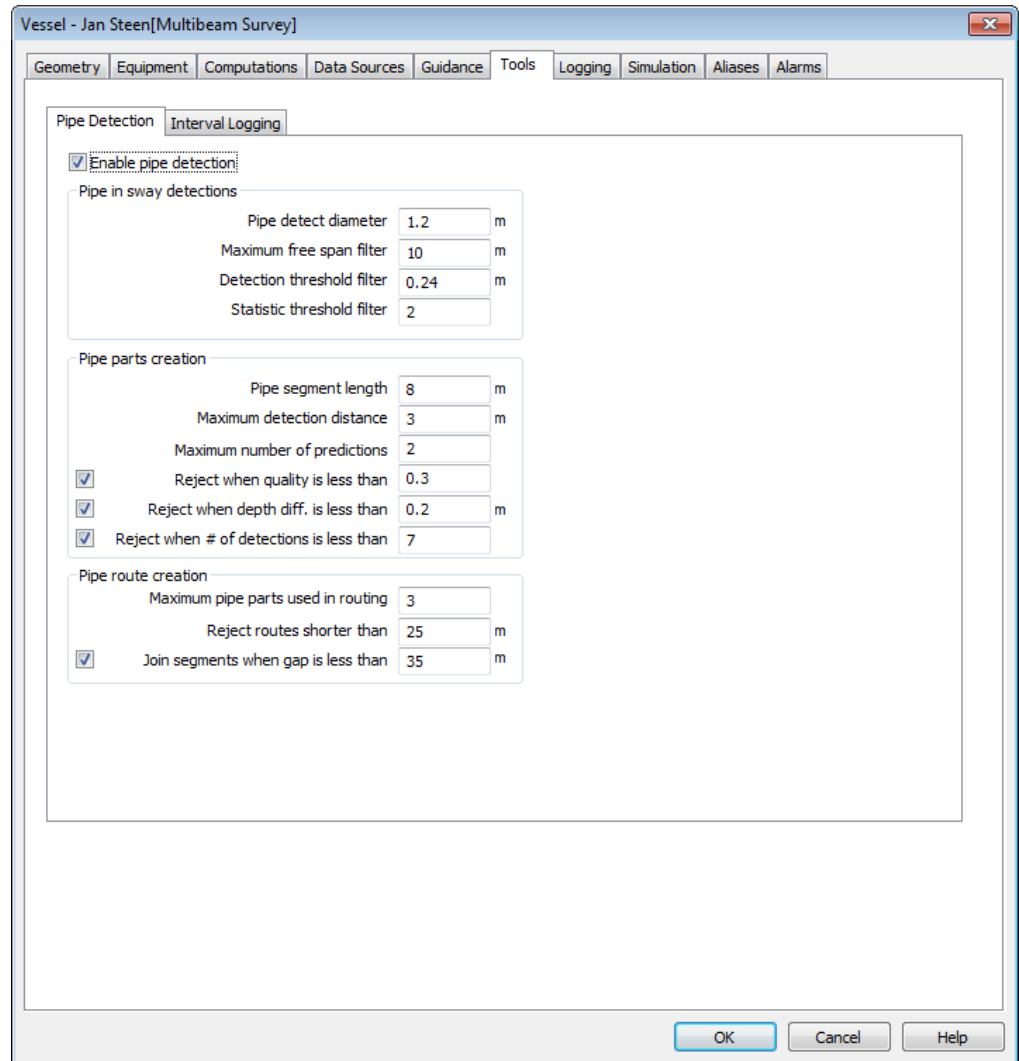 Vessel - Jan Steen[Multibeam Survey]
Geometry Equipment Computations Data Sources Guidance Tools Logging Simulation Aliases Alarms
Pipe Detection Interval Logging
Enable pipe detection
Pipe in sway detections
Pipe detect diameter 1.2 m
Maximum free span filter 10 m
Detection threshold filter 0.24 m
Statistic threshold filter 2
Pipe parts creation
Pipe segment length 8 m
Maximum detection distance 3 m
Maximum number of predictions 2
Reject when quality is less than 0.3
Reject when depth diff. is less than 0.2 m
Reject when # of detections is less than 7
Pipe route creation
Maximum pipe parts used in routing 3
Reject routes shorter than 25 m
Join segments when gap is less than 35 m
OK Cancel Help